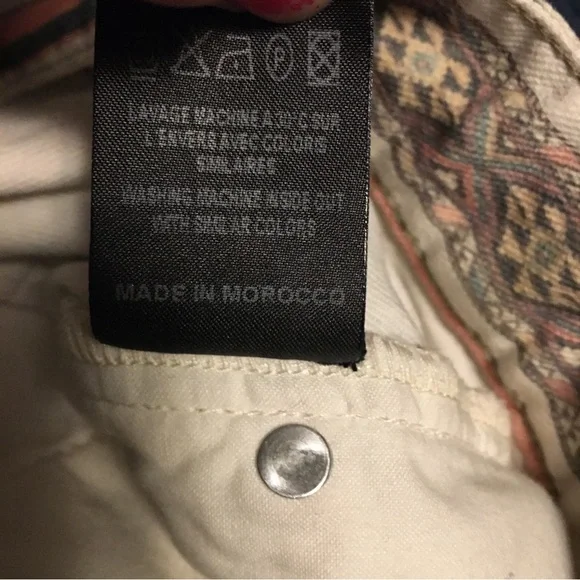 P
LAVAGE MACHINE A 30 C SUR
L ENVERS AVEC COLORIS
SIMILAIRES
WASHING MACHINE INSIDE OUT
WITH SIMILAR COLORS
MADE IN MOROCCO